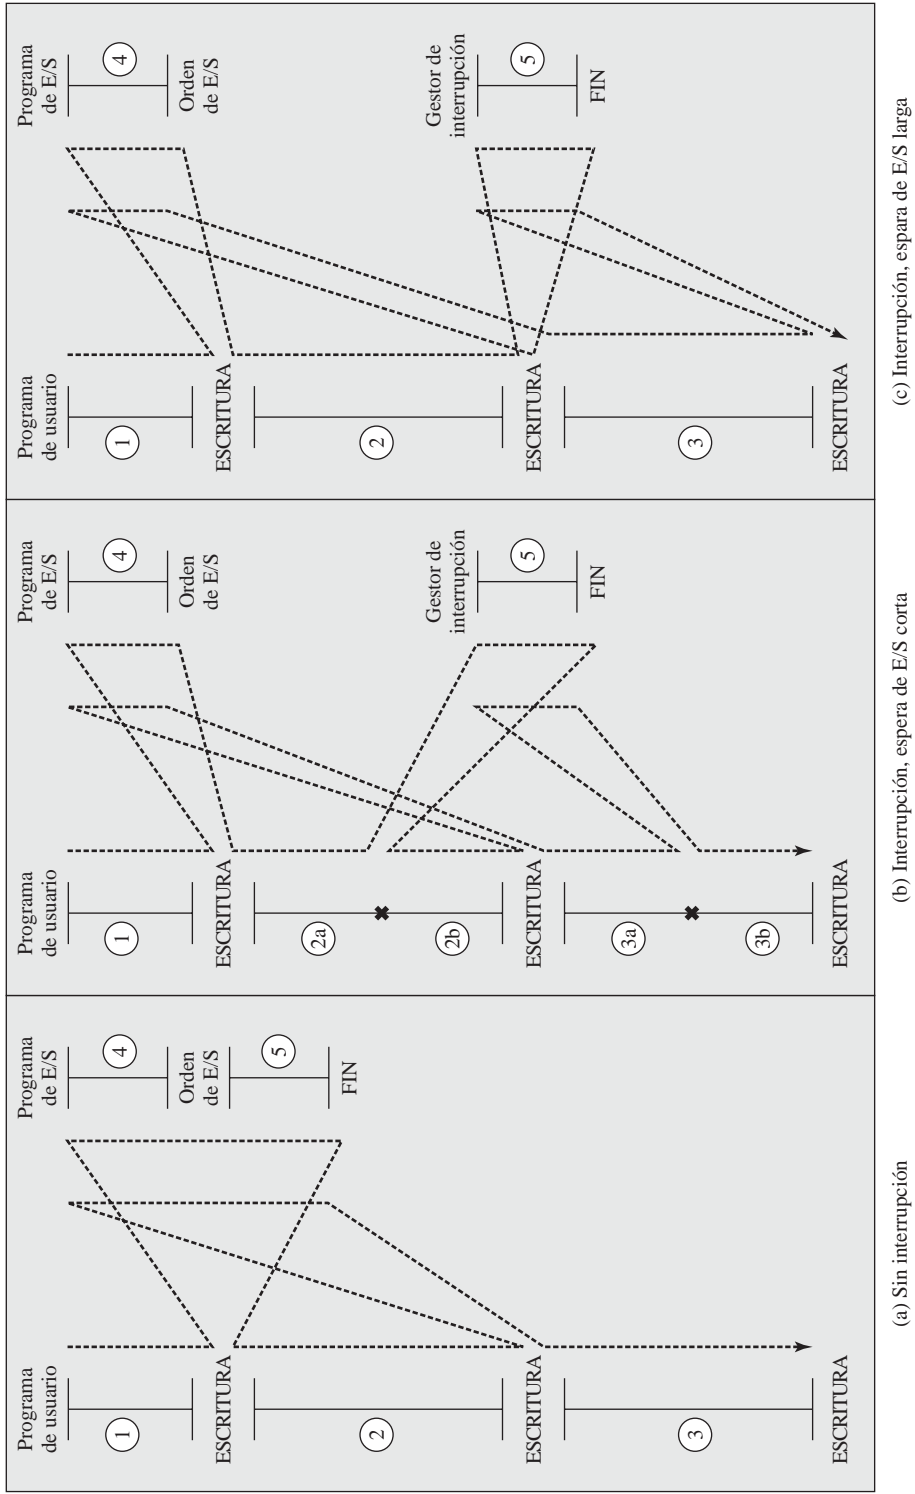 Programa
de usuario
1
ESCRITURA
2
ESCRITURA
3
ESCRITURA
Programa
de E/S
4
Orden
de E/S
5
FIN
(a) Sin interrupción
Programa
de usuario
1
ESCRITURA
2a
2b
ESCRITURA
3a
3b
ESCRITURA
Programa
de E/S
4
Orden
de E/S
Gestor de
interrupción
5
FIN
(b) Interrupción, espera de E/S corta
Programa
de usuario
1
ESCRITURA
2
ESCRITURA
3
ESCRITURA
Programa
de E/S
4
Orden
de E/S
Gestor de
interrupción
5
FIN
(c) Interrupción, espara de E/S larga